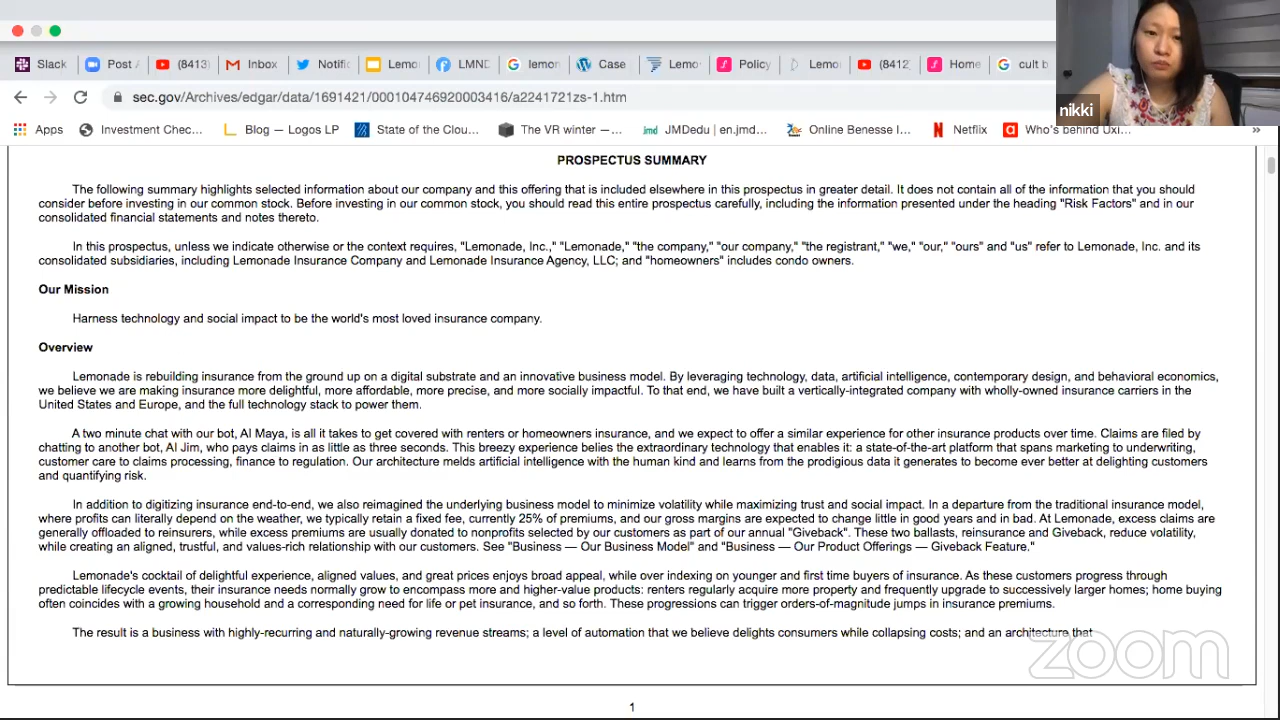 Slack
Post /
(8413)
Inbox
Notific
Lemo
LMND
lemon
Case
Lemo
Policy
Lemo
(8412)
Home
cult b
sec.gov/Archives/edgar/data/1691421/000104746920003416/a2241721zs-1.htm
nikki
Apps
Investment Chec...
Blog — Logos LP
State of the Clou...
The VR winter — ...
jmd
JMDedu | en.jmd...
Online Benesse I...
Netflix
Who's behind Uxi...
»
PROSPECTUS SUMMARY
The following summary highlights selected information about our company and this offering that is included elsewhere in this prospectus in greater detail. It does not contain all of the information that you should
consider before investing in our common stock. Before investing in our common stock, you should read this entire prospectus carefully, including the information presented under the heading "Risk Factors" and in our
consolidated financial statements and notes thereto.
In this prospectus, unless we indicate otherwise or the context requires, "Lemonade, Inc.," "Lemonade," "the company," "our company," "the registrant," "we," "our," "ours" and "us" refer to Lemonade, Inc. and its
consolidated subsidiaries, including Lemonade Insurance Company and Lemonade Insurance Agency, LLC; and "homeowners" includes condo owners.
Our Mission
Harness technology and social impact to be the world's most loved insurance company.
Overview
Lemonade is rebuilding insurance from the ground up on a digital substrate and an innovative business model. By leveraging technology, data, artificial intelligence, contemporary design, and behavioral economics,
we believe we are making insurance more delightful, more affordable, more precise, and more socially impactful. To that end, we have built a vertically-integrated company with wholly-owned insurance carriers in the
United States and Europe, and the full technology stack to power them.
A two minute chat with our bot, AI Maya, is all it takes to get covered with renters or homeowners insurance, and we expect to offer a similar experience for other insurance products over time. Claims are filed by
chatting to another bot, AI Jim, who pays claims in as little as three seconds. This breezy experience belies the extraordinary technology that enables it: a state-of-the-art platform that spans marketing to underwriting,
customer care to claims processing, finance to regulation. Our architecture melds artificial intelligence with the human kind and learns from the prodigious data it generates to become ever better at delighting customers
and quantifying risk.
In addition to digitizing insurance end-to-end, we also reimagined the underlying business model to minimize volatility while maximizing trust and social impact. In a departure from the traditional insurance model,
where profits can literally depend on the weather, we typically retain a fixed fee, currently 25% of premiums, and our gross margins are expected to change little in good years and in bad. At Lemonade, excess claims are
generally offloaded to reinsurers, while excess premiums are usually donated to nonprofits selected by our customers as part of our annual "Giveback". These two ballasts, reinsurance and Giveback, reduce volatility,
while creating an aligned, trustful, and values-rich relationship with our customers. See "Business — Our Business Model" and "Business — Our Product Offerings — Giveback Feature."
Lemonade's cocktail of delightful experience, aligned values, and great prices enjoys broad appeal, while over indexing on younger and first time buyers of insurance. As these customers progress through
predictable lifecycle events, their insurance needs normally grow to encompass more and higher-value products: renters regularly acquire more property and frequently upgrade to successively larger homes; home buying
often coincides with a growing household and a corresponding need for life or pet insurance, and so forth. These progressions can trigger orders-of-magnitude jumps in insurance premiums.
The result is a business with highly-recurring and naturally-growing revenue streams; a level of automation that we believe delights consumers while collapsing costs; and an architecture that
zoom
1